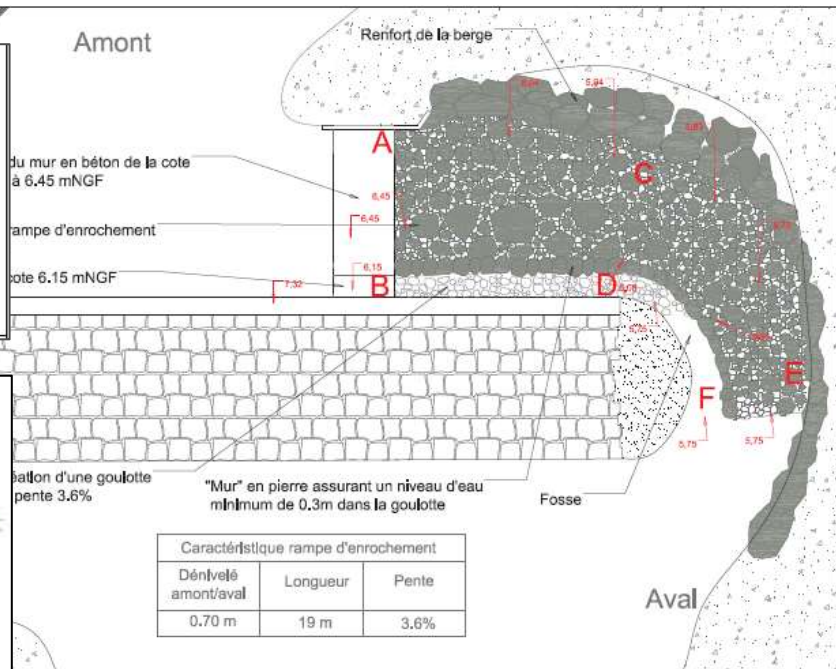 Amont
Renfort de la berge
A
du mur en béton de la cote
à 6.45 mNGF
C
6,45
6,45
rampe d'enrochement
6,15
cote 6.15 mNGF
B
7,32
D
5,75
E
F
5,75
5,75
éation d'une goulotte
pente 3.6%
"Mur" en pierre assurant un niveau d'eau
minimum de 0.3m dans la goulotte
Fosse
Caractéristique rampe d'enrochement
Dénivelé
amont/aval
Longueur
Pente
0.70 m
19 m
3.6%
Aval